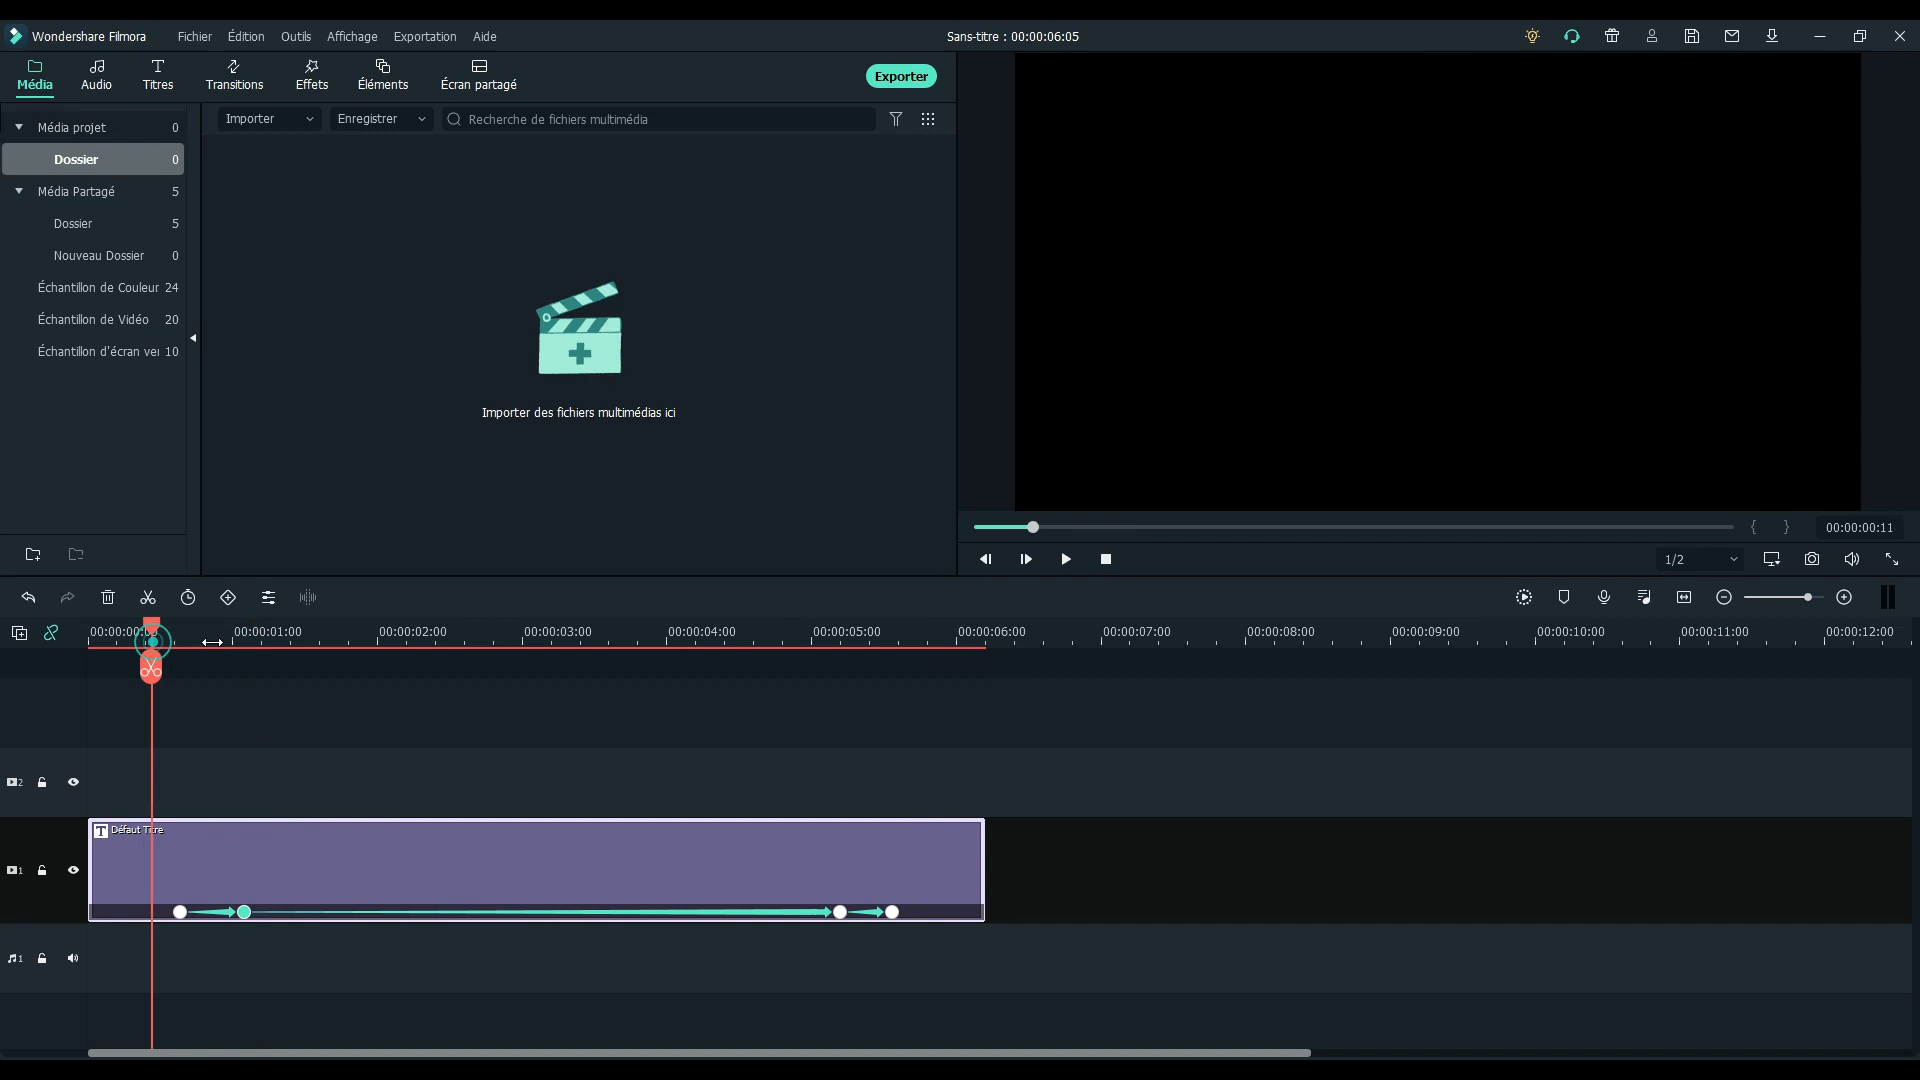 Wondershare Filmora
Fichier
Édition
Outils
Affichage
Exportation
Aide
Sans-titre : 00:00:06:05
Média
Audio
Titres
Transitions
Effets
Éléments
Écran partagé
Exporter
Média projet 0
Dossier 0
Média Partagé 5
Dossier 5
Nouveau Dossier 0
Échantillon de Couleur 24
Échantillon de Vidéo 20
Échantillon d'écran ver 10
Importer
Enregistrer
Recherche de fichiers multimédia
Importer des fichiers multimédias ici
{ }
00:00:00:11
1/2
00:00:01:00
00:00:02:00
00:00:03:00
00:00:04:00
00:00:05:00
00:00:06:00
00:00:07:00
00:00:08:00
00:00:09:00
00:00:10:00
00:00:11:00
00:00:12:00
2
T Défaut Titre
1
1